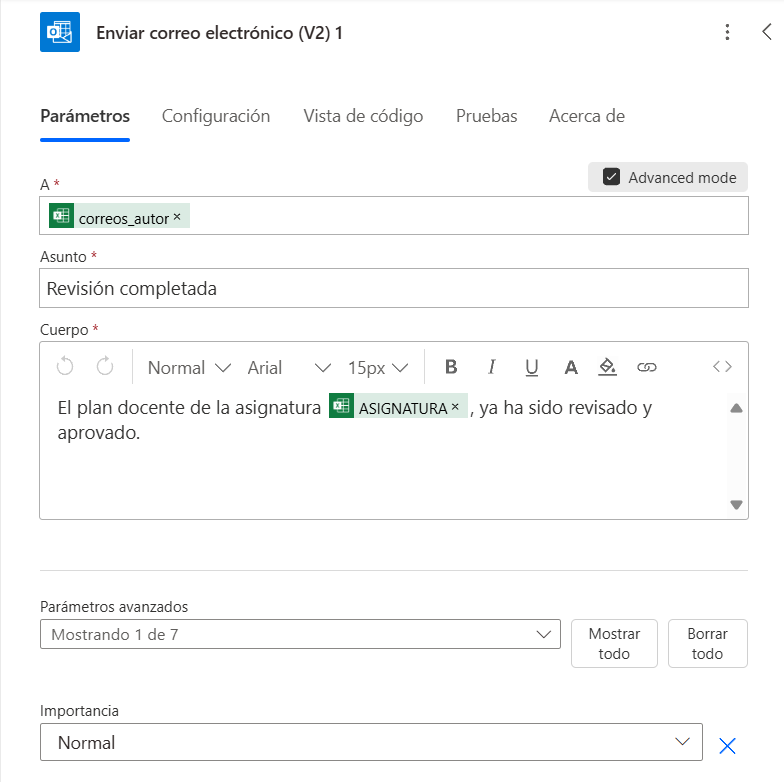 Enviar correo electrónico (V2) 1
Parámetros Configuración Vista de código Pruebas Acerca de
A *
Advanced mode
correos_autor ×
Asunto *
Revisión completada
Cuerpo *
Normal Arial 15px B I U A <>
El plan docente de la asignatura ASIGNATURA × , ya ha sido revisado y
aprovado.
Parámetros avanzados
Mostrando 1 de 7
Mostrar
todo
Borrar
todo
Importancia
Normal